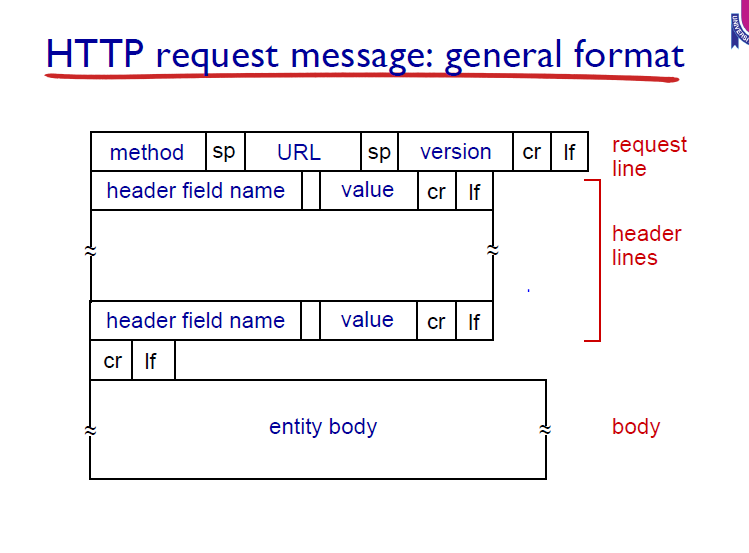 HTTP request message: general format
method sp URL sp version cr lf
request
line
header field name value cr lf
header
lines
header field name value cr lf
cr lf
entity body
body